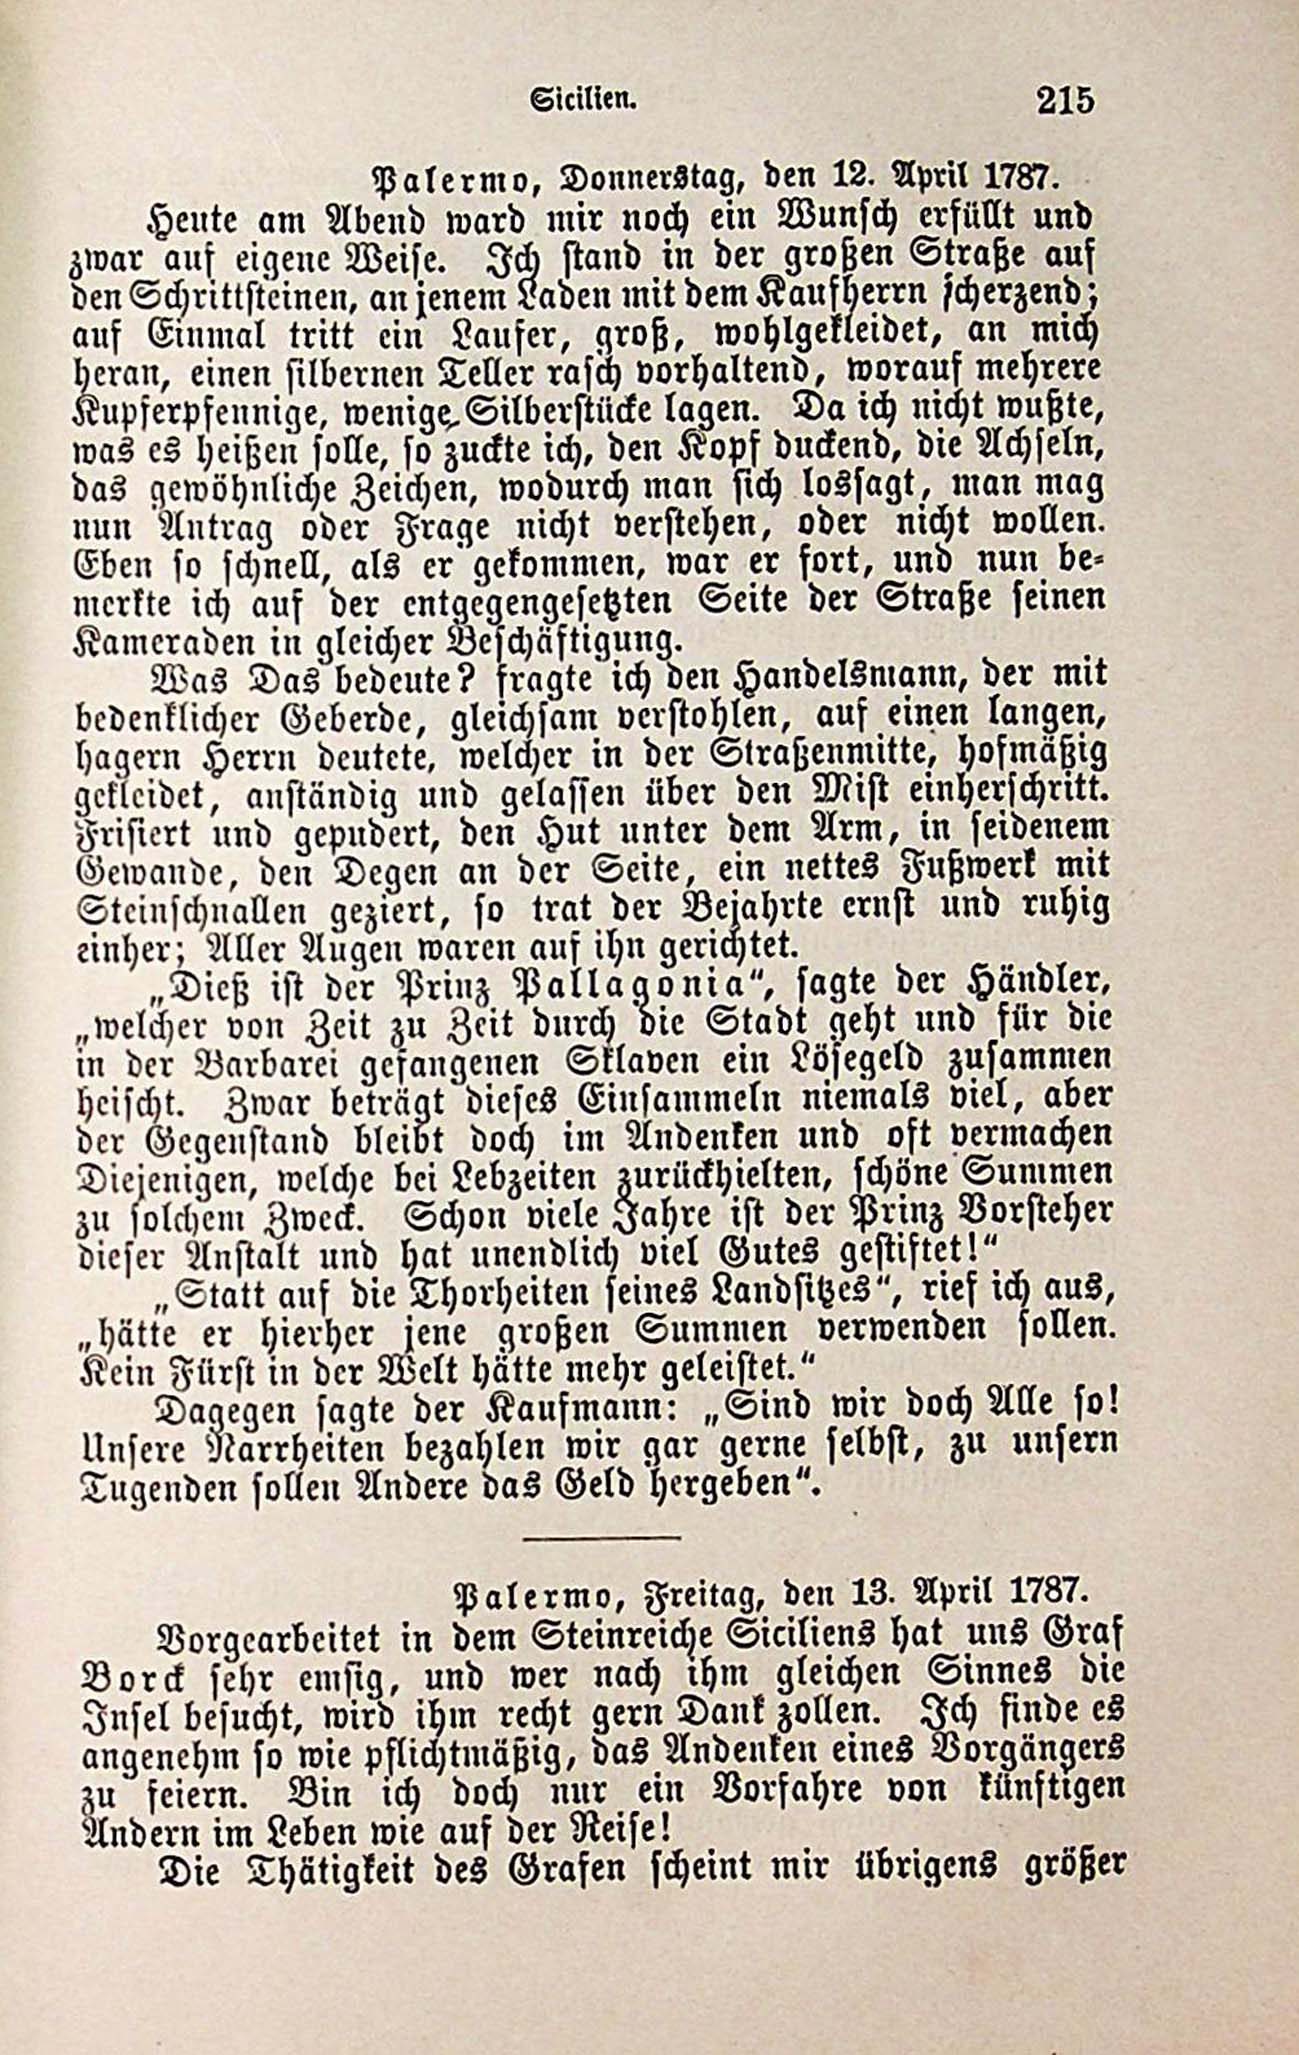 Sicilien. 215
Palermo, Donnerstag, den 12. April 1787.
Heute am Abend ward mir noch ein Wunsch erfüllt und
zwar auf eigene Weise. Ich stand in der großen Straße auf
den Schrittsteinen, an jenem Laden mit dem Kaufherrn scherzend;
auf Einmal tritt ein Laufer, groß, wohlgekleidet, an mich
heran, einen silbernen Teller rasch vorhaltend, worauf mehrere
Kupferpfennige, wenige Silberstücke lagen. Da ich nicht wußte,
was es heißen solle, so zuckte ich, den Kopf duckend, die Achseln,
das gewöhnliche Zeichen, wodurch man sich lossagt, man mag
nun Antrag oder Frage nicht verstehen, oder nicht wollen.
Eben so schnell, als er gekommen, war er fort, und nun be-
merkte ich auf der entgegengesetzten Seite der Straße seinen
Kameraden in gleicher Beschäftigung.
Was Das bedeute? fragte ich den Handelsmann, der mit
bedenklicher Geberde, gleichsam verstohlen, auf einen langen,
hagern Herrn deutete, welcher in der Straßenmitte, hofmäßig
gekleidet, anständig und gelassen über den Mist einherschritt.
Frisiert und gepudert, den Hut unter dem Arm, in seidenem
Gewande, den Degen an der Seite, ein nettes Fußwerk mit
Steinschnallen geziert, so trat der Bejahrte ernst und ruhig
einher; Aller Augen waren auf ihn gerichtet.
„Dieß ist der Prinz Pallagonia“, sagte der Händler,
„welcher von Zeit zu Zeit durch die Stadt geht und für die
in der Barbarei gefangenen Sklaven ein Lösegeld zusammen
heischt. Zwar beträgt dieses Einsammeln niemals viel, aber
der Gegenstand bleibt doch im Andenken und oft vermachen
Diejenigen, welche bei Lebzeiten zurückhielten, schöne Summen
zu solchem Zweck. Schon viele Jahre ist der Prinz Vorsteher
dieser Anstalt und hat unendlich viel Gutes gestiftet!“
„Statt auf die Thorheiten seines Landsitzes“, rief ich aus,
„hätte er hierher jene großen Summen verwenden sollen.
Kein Fürst in der Welt hätte mehr geleistet.“
Dagegen sagte der Kaufmann: „Sind wir doch Alle so!
Unsere Narrheiten bezahlen wir gar gerne selbst, zu unsern
Tugenden sollen Andere das Geld hergeben“.
Palermo, Freitag, den 13. April 1787.
Vorgearbeitet in dem Steinreiche Siciliens hat uns Graf
Borck sehr emsig, und wer nach ihm gleichen Sinnes die
Insel besucht, wird ihm recht gern Dank zollen. Ich finde es
angenehm so wie pflichtmäßig, das Andenken eines Vorgängers
zu feiern. Bin ich doch nur ein Vorfahre von künftigen
Andern im Leben wie auf der Reise!
Die Thätigkeit des Grafen scheint mir übrigens größer